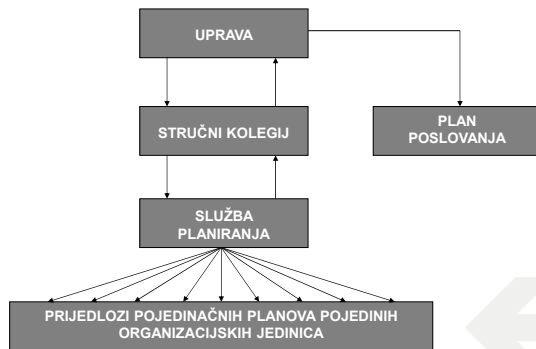 UPRAVA
STRUČNI KOLEGIJ
PLAN
POSLOVANJA
SLUŽBA
PLANIRANJA
PRIJEDLOZI POJEDINAČNIH PLANOVA POJEDINIH
ORGANIZACIJSKIH JEDINICA